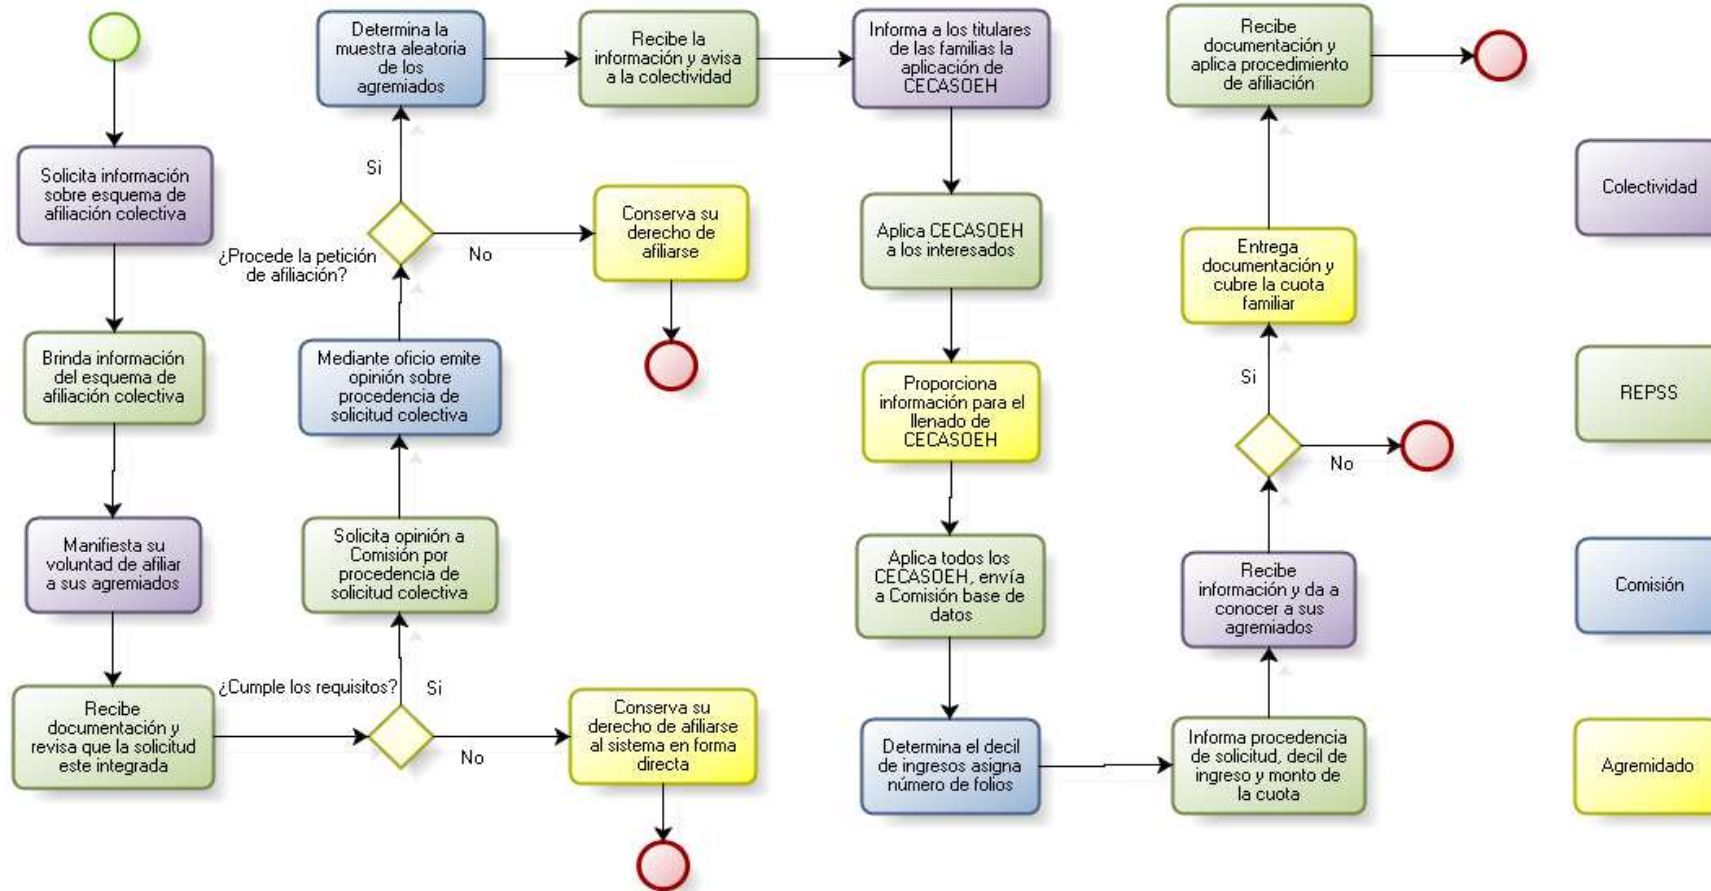 Solicita información
sobre esquema de
afiliación colectiva
Brinda información
del esquema de
afiliación colectiva
Manifiesta su
voluntad de afiliar
a sus agremiados
Recibe
documentación y
revisa que la solicitud
este integrada
¿Cumple los requisitos?
Si
No
Conserva su
derecho de afiliarse
al sistema en forma
directa
Solicita opinión a
Comisión por
procedencia de
solicitud colectiva
Mediante oficio emite
opinión sobre
procedencia de
solicitud colectiva
¿Procede la petición
de afiliación?
Si
No
Conserva su
derecho de
afiliarse
Determina la
muestra aleatoria
de los
agremiados
Recibe la
información y avisa
a la colectividad
Informa a los titulares
de las familias la
aplicación de
CECASOEH
Aplica CECASOEH
a los interesados
Proporciona
información para el
llenado de
CECASOEH
Aplica todos los
CECASOEH, envía
a Comisión base de
datos
Determina el decil
de ingresos asigna
número de folios
Informa procedencia
de solicitud, decil de
ingreso y monto de
la cuota
Recibe
información y da a
conocer a sus
agremiados
Si
No
Entrega
documentación y
cubre la cuota
familiar
Recibe
documentación y
aplica procedimiento
de afiliación
Colectividad
REPSS
Comisión
Agremidado